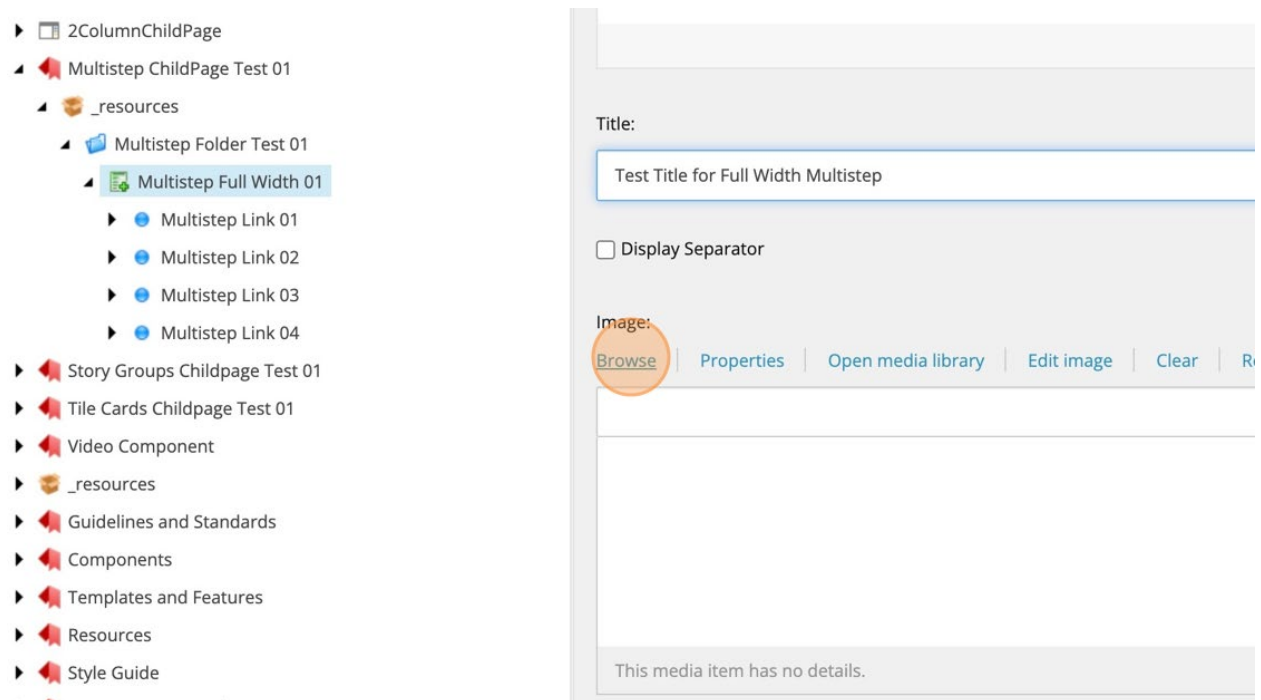 2ColumnChildPage
Multistep ChildPage Test 01
_resources
Multistep Folder Test 01
Multistep Full Width 01
Multistep Link 01
Multistep Link 02
Multistep Link 03
Multistep Link 04
Story Groups Childpage Test 01
Tile Cards Childpage Test 01
Video Component
_resources
Guidelines and Standards
Components
Templates and Features
Resources
Style Guide
Title:
Test Title for Full Width Multistep
Display Separator
Image:
Browse Properties Open media library Edit image Clear
This media item has no details.